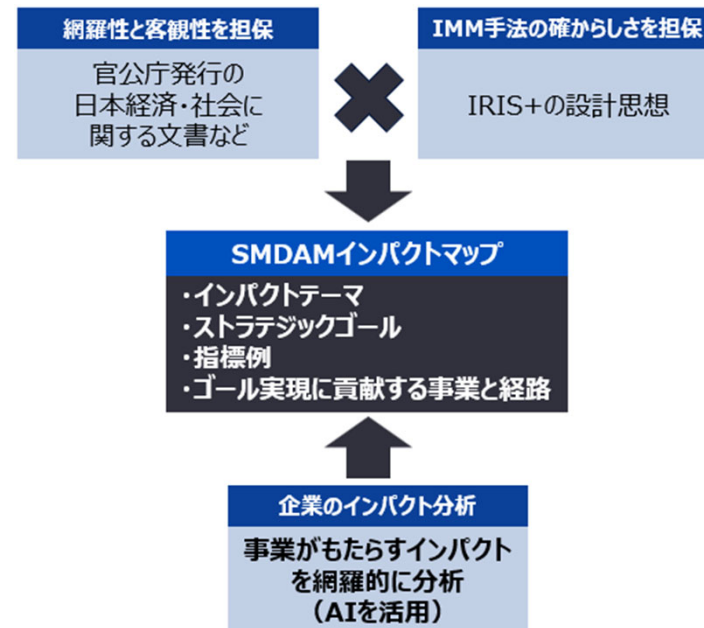 網羅性と客観性を担保
官公庁発行の
日本経済・社会に
関する文書など
IMM手法の確からしさを担保
IRIS+の設計思想
SMDAMインパクトマップ
・インパクトテーマ
・ストラテジックゴール
・指標例
・ゴール実現に貢献する事業と経路
企業のインパクト分析
事業がもたらすインパクト
を網羅的に分析
（AIを活用）